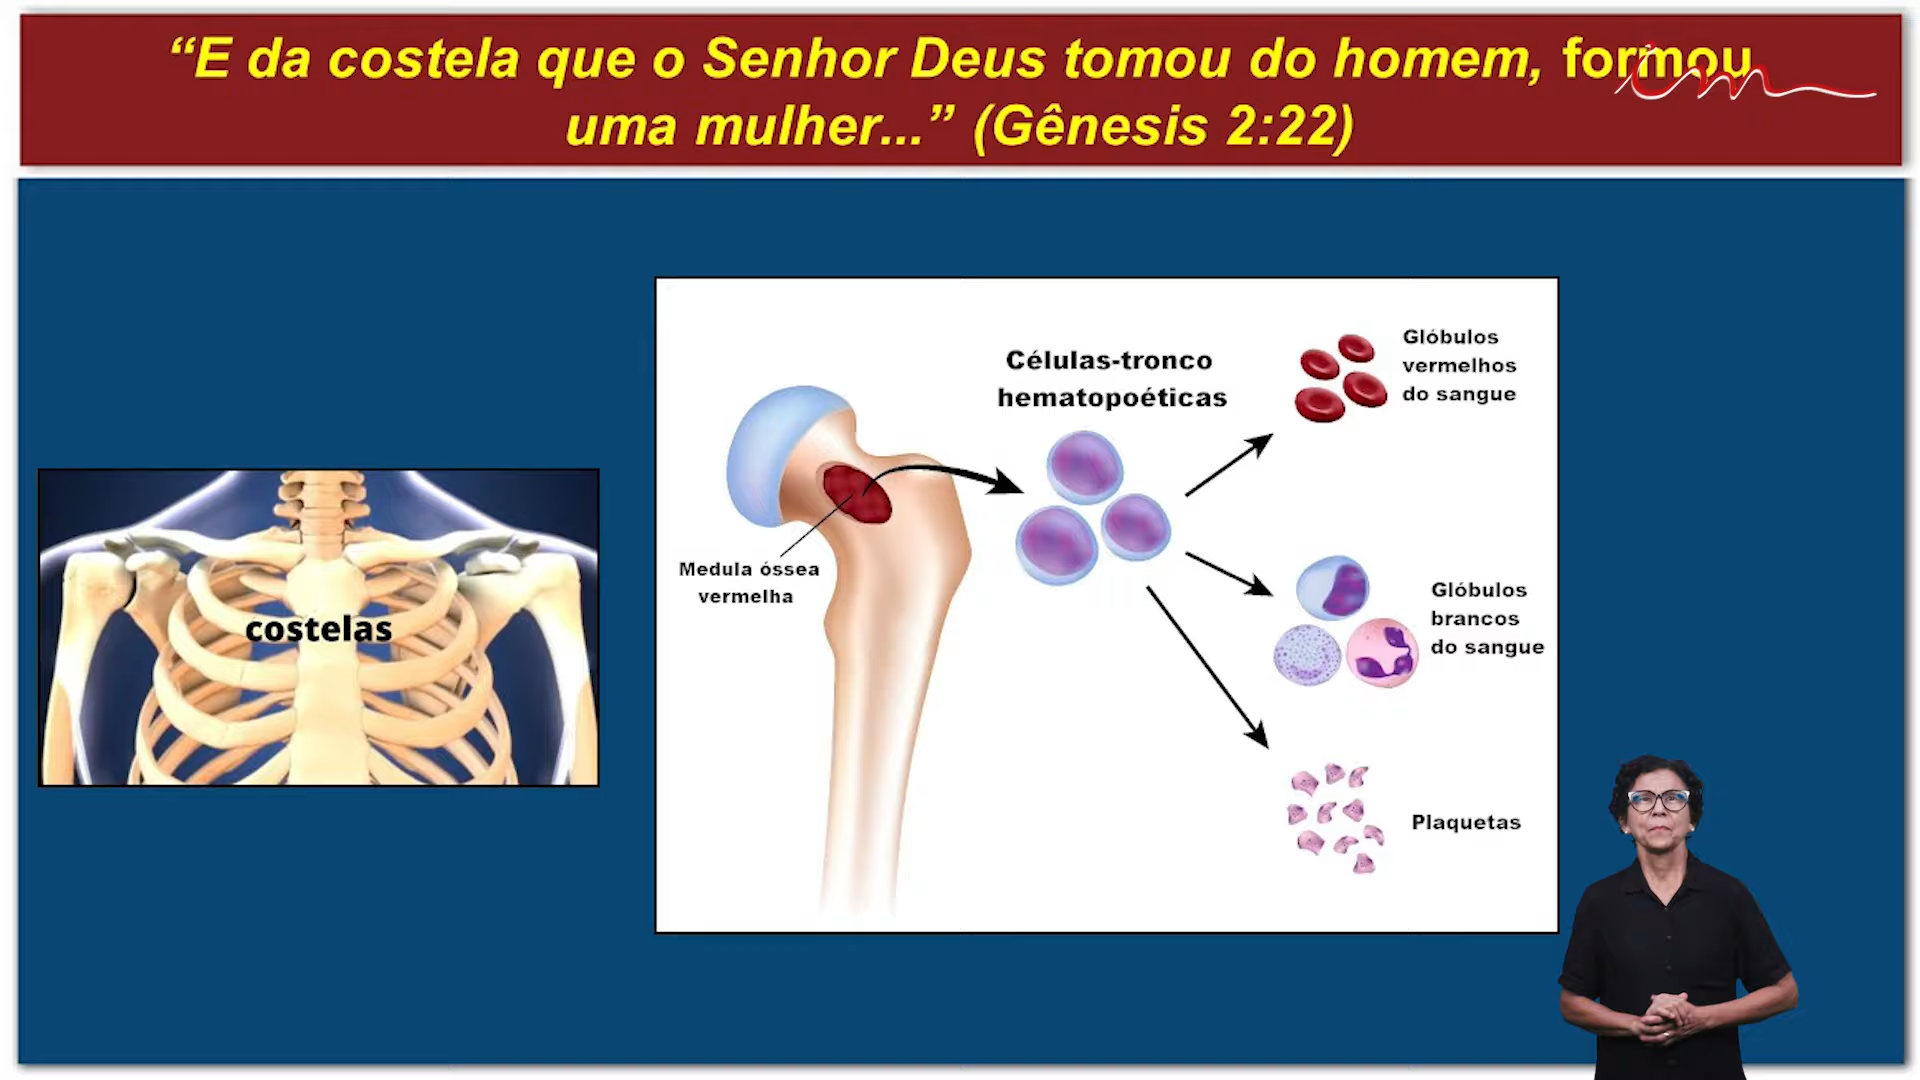 “E da costela que o Senhor Deus tomou do homem, formou
uma mulher...” (Gênesis 2:22)
costelas
Medula óssea
vermelha
Células-tronco
hematopoéticas
Glóbulos
vermelhos
do sangue
Glóbulos
brancos
do sangue
Plaquetas